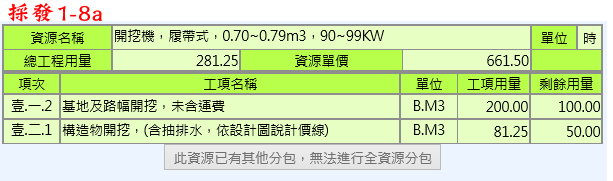 採發1-8a
資源名稱 開挖機，履帶式，0.70~0.79m3，90~99KW 單位 時
總工程用量 281.25 資源單價 661.50
項次 工項名稱 單位 工項用量 剩餘用量
壹.一.2 基地及路幅開挖，未含運費 B.M3 200.00 100.00
壹.二.1 構造物開挖，(含抽排水，依設計圖說計價線) B.M3 81.25 50.00
此資源已有其他分包，無法進行全資源分包